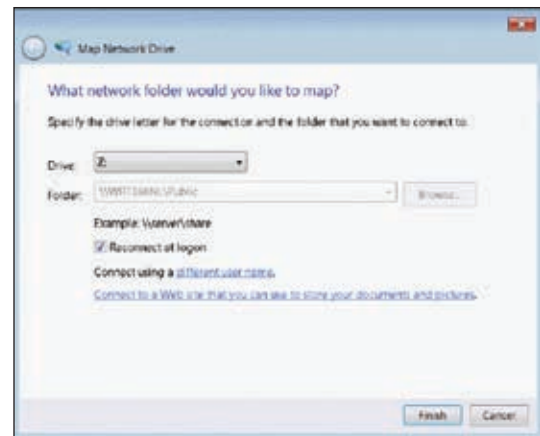 Map Network Drive
What network folder would you like to map?
Specify the drive letter for the connection and the folder that you want to connect to:
Drive: Z:
Folder: Browse...
Example: \\server\share
Reconnect at logon
Connect using a different user name.
Connect to a Web site that you can use to store your documents and pictures.
Finish Cancel